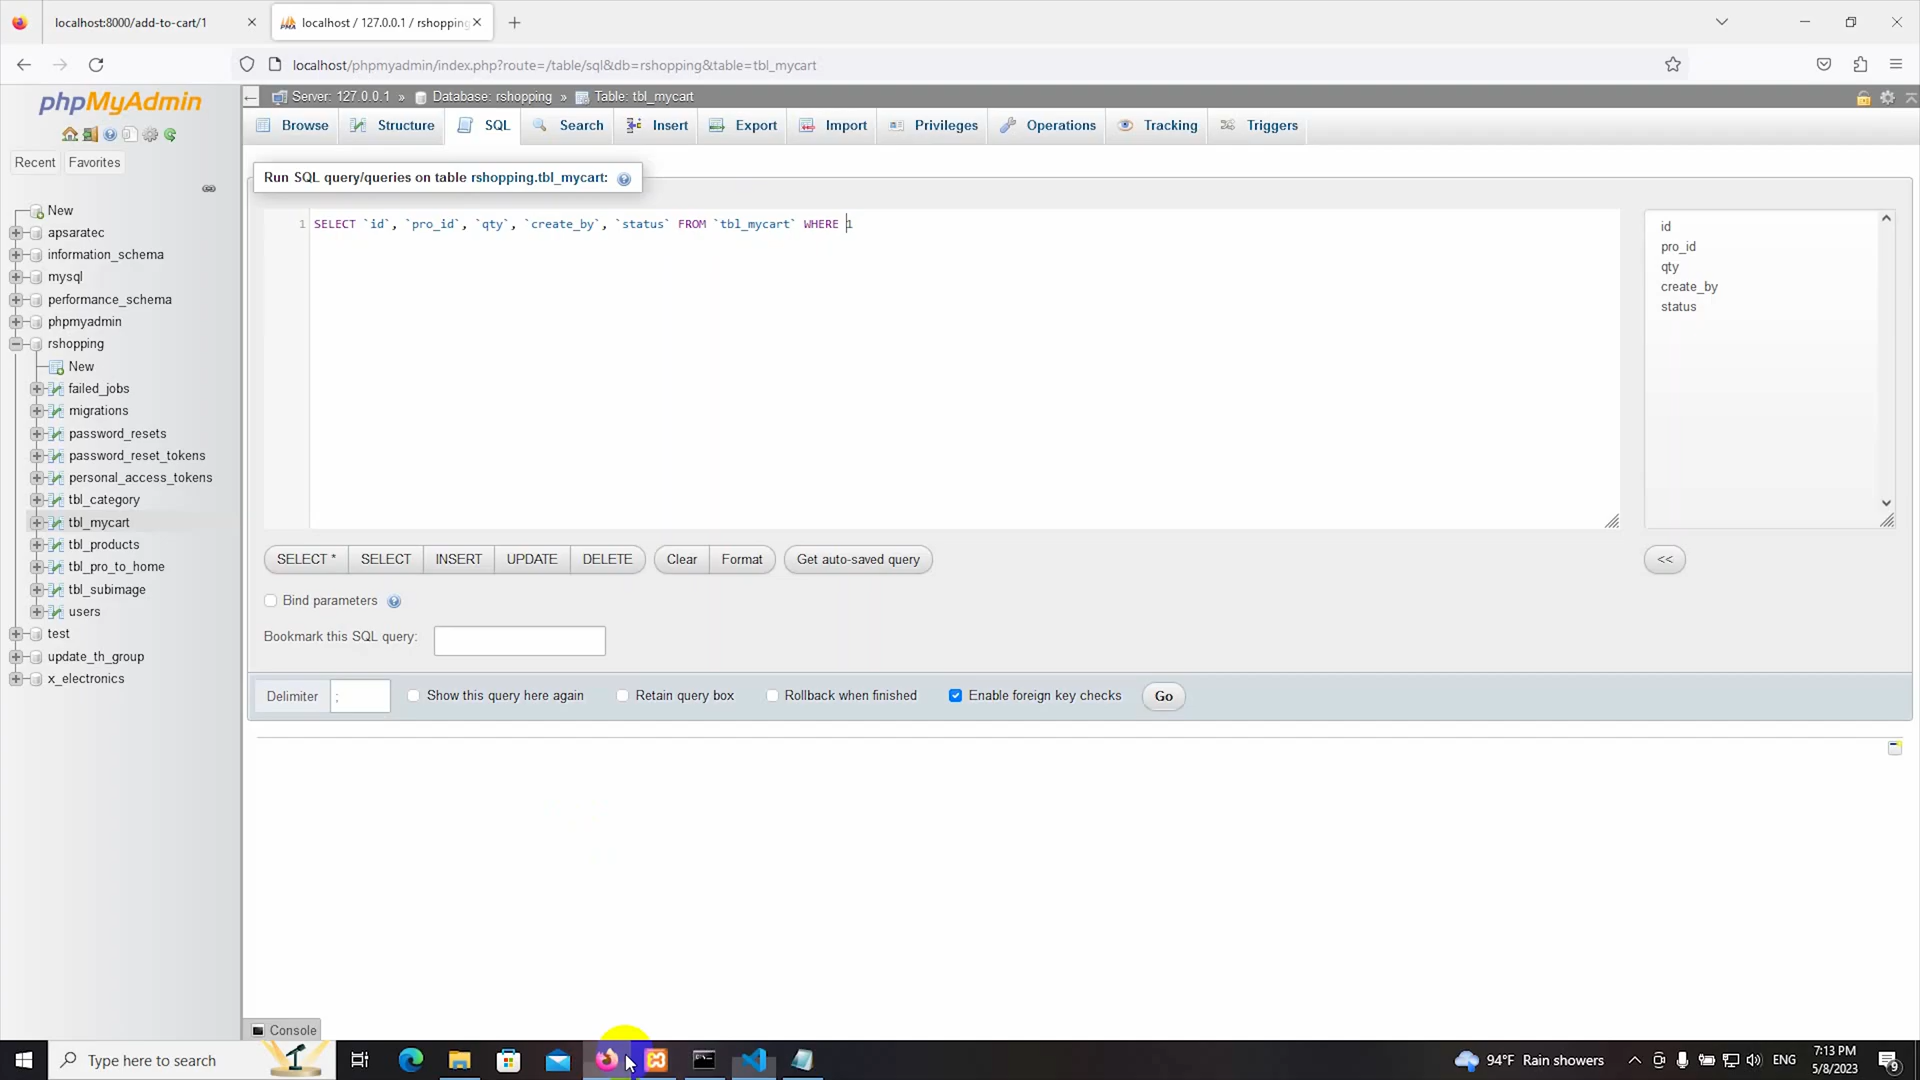 localhost:8000/add-to-cart/1
localhost / 127.0.0.1 / rshopping
localhost/phpmyadmin/index.php?route=/table/sql&db=rshopping&table=tbl_mycart
phpMyAdmin
Server: 127.0.0.1 » Database: rshopping » Table: tbl_mycart
Browse Structure SQL Search Insert Export Import Privileges Operations Tracking Triggers
Recent Favorites
Run SQL query/queries on table rshopping.tbl_mycart:
1 SELECT `id`, `pro_id`, `qty`, `create_by`, `status` FROM `tbl_mycart` WHERE 1
id
pro_id
qty
create_by
status
New
apsaratec
information_schema
mysql
performance_schema
phpmyadmin
rshopping
New
failed_jobs
migrations
password_resets
password_reset_tokens
personal_access_tokens
tbl_category
tbl_mycart
tbl_products
tbl_pro_to_home
tbl_subimage
users
test
update_th_group
x_electronics
SELECT * SELECT INSERT UPDATE DELETE Clear Format Get auto-saved query <<
Bind parameters
Bookmark this SQL query:
Delimiter ; Show this query here again Retain query box Rollback when finished Enable foreign key checks Go
Console
Type here to search
94°F Rain showers
ENG
7:13 PM
5/8/2023
9